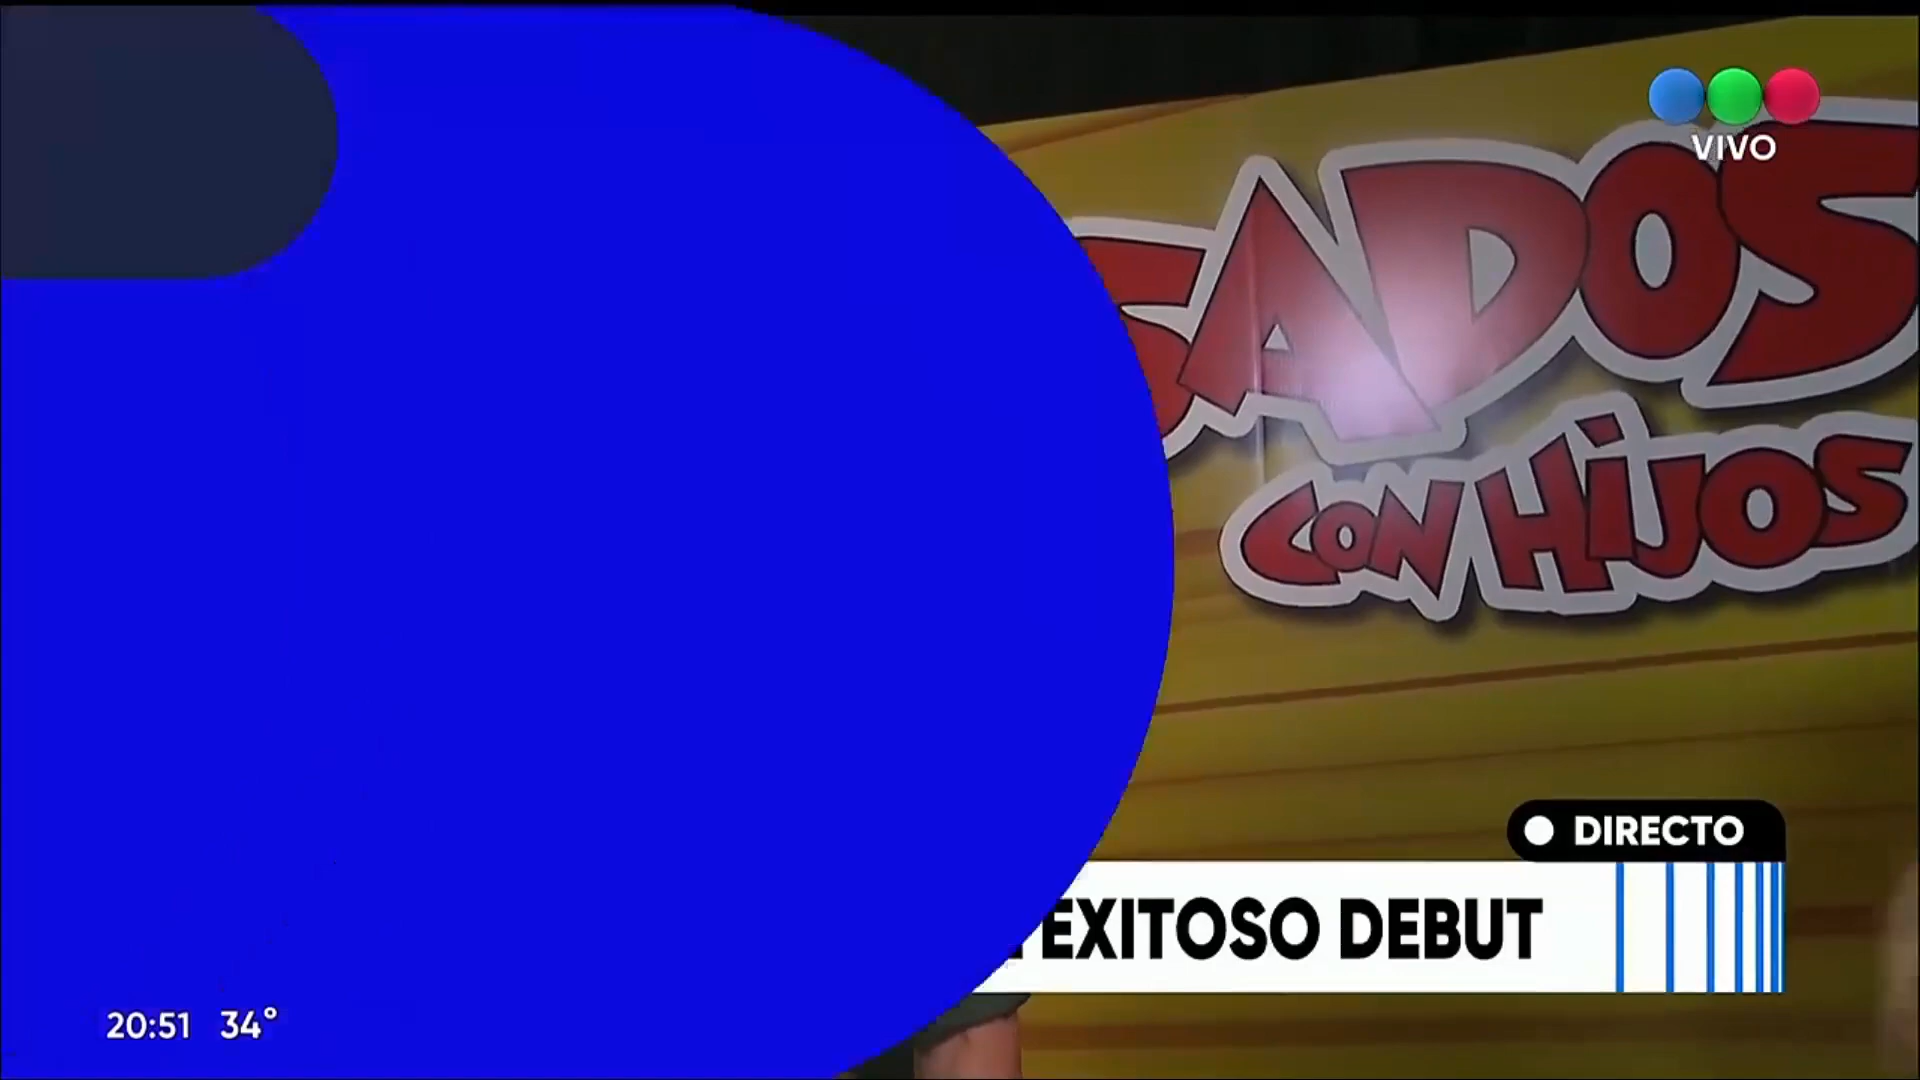 VIVO
SADOS
CON HIJOS
DIRECTO
EXITOSO DEBUT
20:51 34°